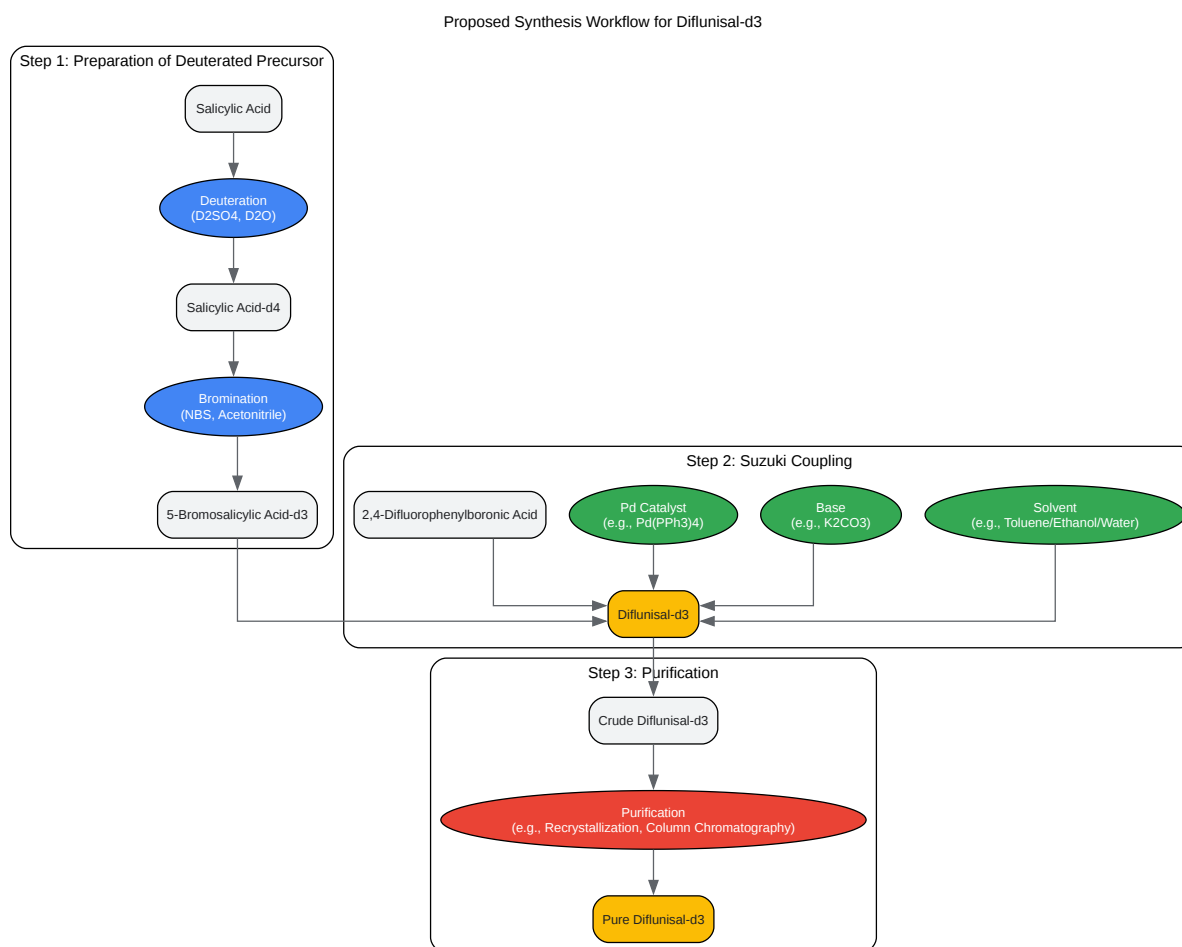 Proposed Synthesis Workflow for Diflunisal-d3
Step 1: Preparation of Deuterated Precursor
Salicylic Acid
Deuteration
(D2SO4, D2O)
Salicylic Acid-d4
Bromination
(NBS, Acetonitrile)
5-Bromosalicylic Acid-d3
Step 2: Suzuki Coupling
2,4-Difluorophenylboronic Acid
Pd Catalyst
(e.g., Pd(PPh3)4)
Base
(e.g., K2CO3)
Solvent
(e.g., Toluene/Ethanol/Water)
Diflunisal-d3
Step 3: Purification
Crude Diflunisal-d3
Purification
(e.g., Recrystallization, Column Chromatography)
Pure Diflunisal-d3